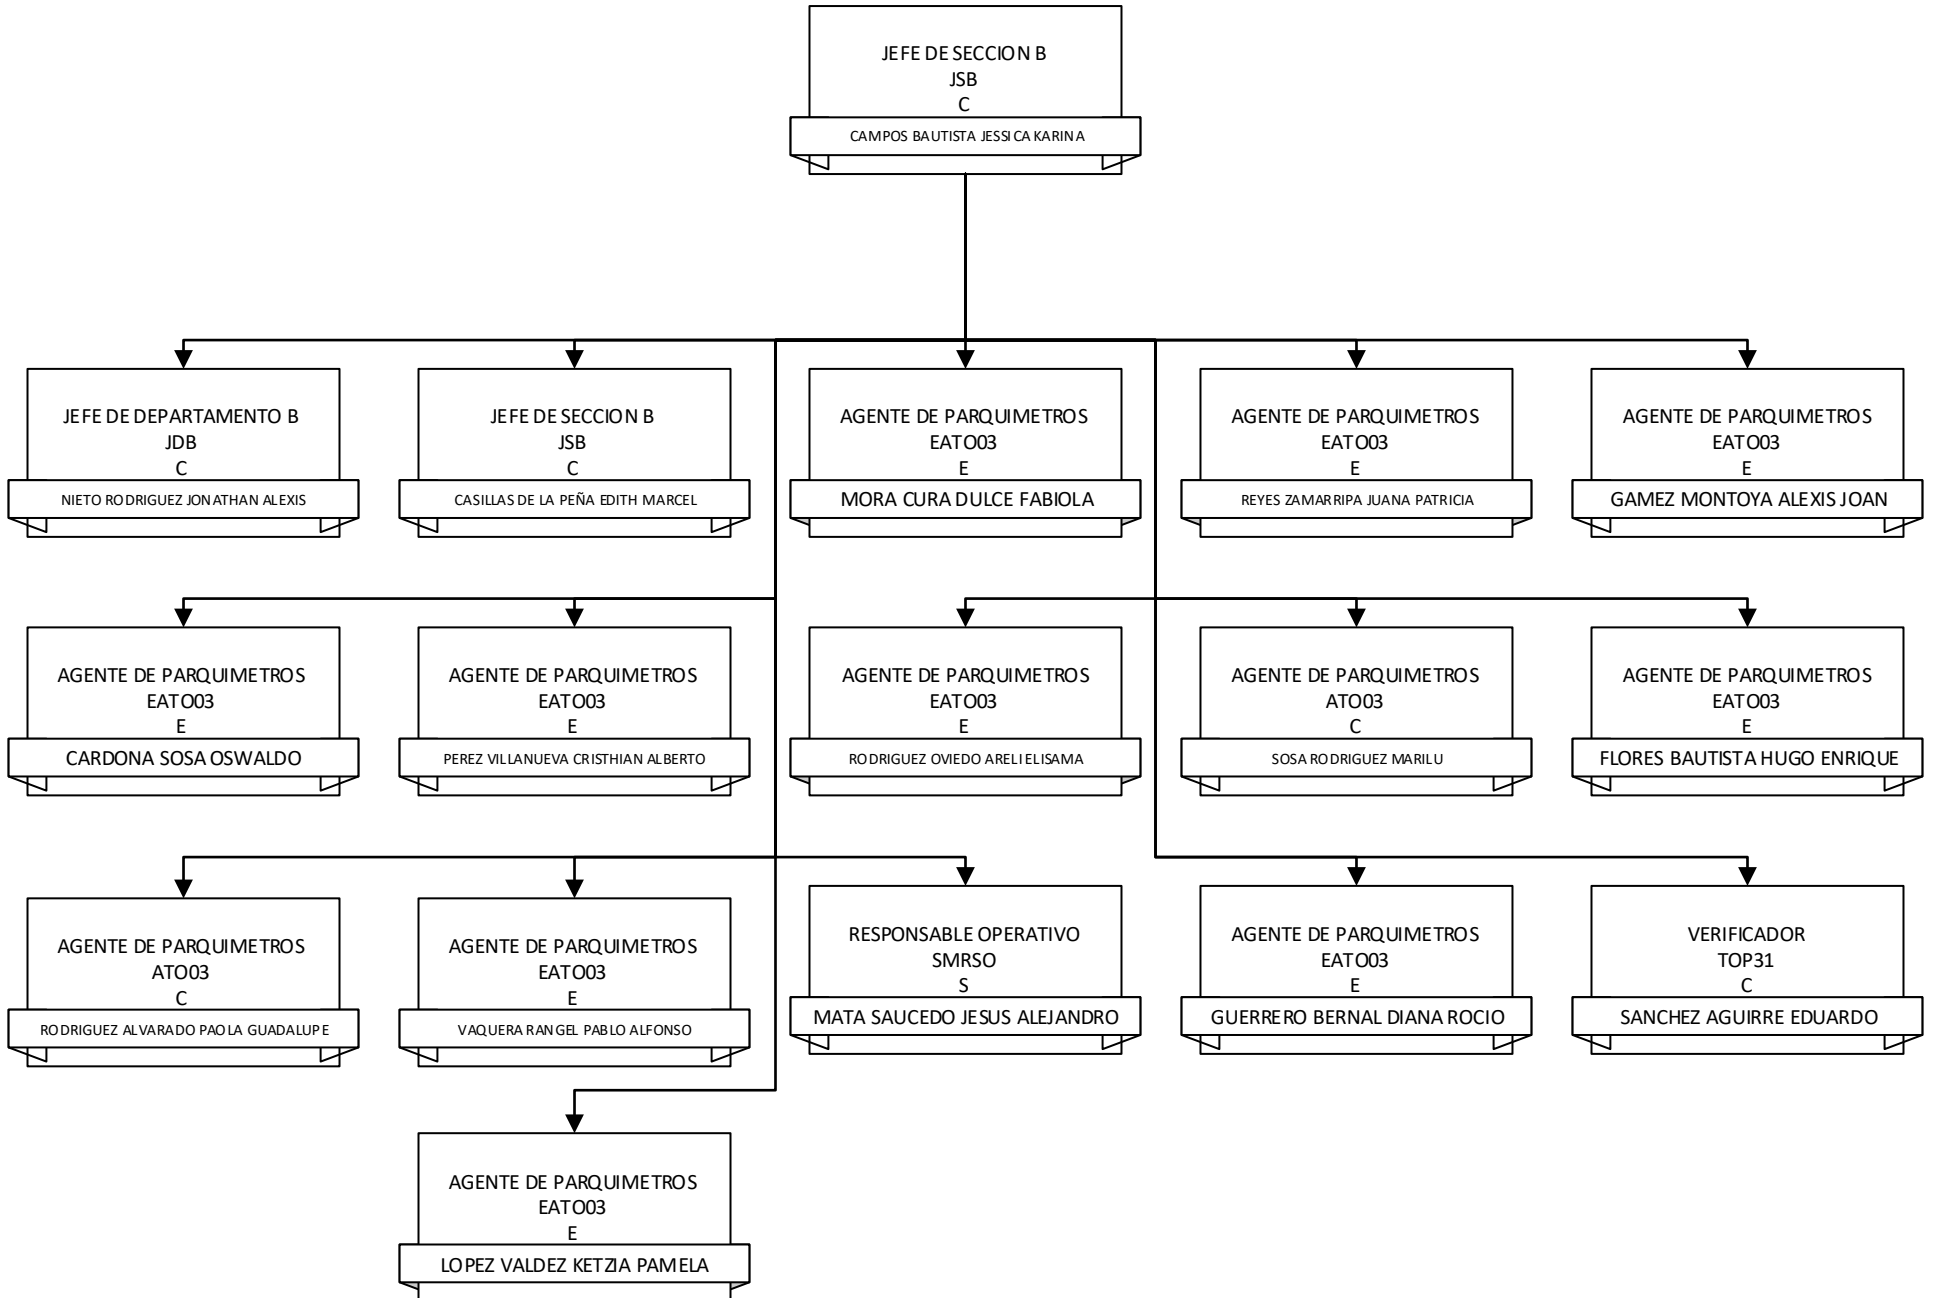 JEFE DE SECCION B
JSB
C
CAMPOS BAUTISTA JESSICA KARINA
JEFE DE DEPARTAMENTO B
JDB
C
NIETO RODRIGUEZ JONATHAN ALEXIS
JEFE DE SECCION B
JSB
C
CASILLAS DE LA PEÑA EDITH MARCEL
AGENTE DE PARQUIMETROS
EATO03
E
MORA CURA DULCE FABIOLA
AGENTE DE PARQUIMETROS
EATO03
E
REYES ZAMARRIPA JUANA PATRICIA
AGENTE DE PARQUIMETROS
EATO03
E
GAMEZ MONTOYA ALEXIS JOAN
AGENTE DE PARQUIMETROS
EATO03
E
CARDONA SOSA OSWALDO
AGENTE DE PARQUIMETROS
EATO03
E
PEREZ VILLANUEVA CRISTHIAN ALBERTO
AGENTE DE PARQUIMETROS
EATO03
E
RODRIGUEZ OVIEDO ARELI ELISAMA
AGENTE DE PARQUIMETROS
ATO03
C
SOSA RODRIGUEZ MARILU
AGENTE DE PARQUIMETROS
EATO03
E
FLORES BAUTISTA HUGO ENRIQUE
AGENTE DE PARQUIMETROS
ATO03
C
RODRIGUEZ ALVARADO PAOLA GUADALUPE
AGENTE DE PARQUIMETROS
EATO03
E
VAQUERA RANGEL PABLO ALFONSO
RESPONSABLE OPERATIVO
SMRSO
S
MATA SAUCEDO JESUS ALEJANDRO
AGENTE DE PARQUIMETROS
EATO03
E
GUERRERO BERNAL DIANA ROCIO
VERIFICADOR
TOP31
C
SANCHEZ AGUIRRE EDUARDO
AGENTE DE PARQUIMETROS
EATO03
E
LOPEZ VALDEZ KETZIA PAMELA